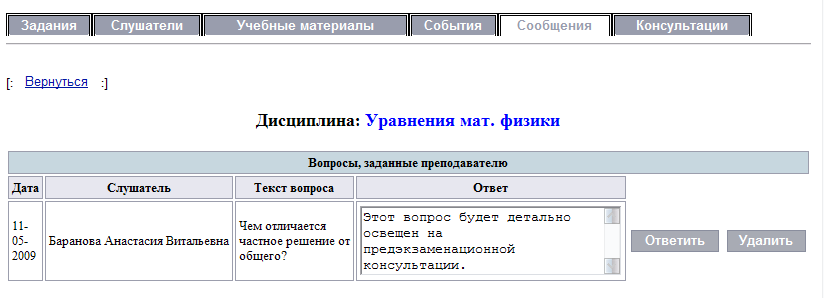 Задания Слушатели Учебные материалы События Сообщения Консультации
[: Вернуться :]
Дисциплина: Уравнения мат. физики
Вопросы, заданные преподавателю
Дата Слушатель Текст вопроса Ответ
11-
05-
2009
Баранова Анастасия Витальевна
Чем отличается
частное решение от
общего?
Этот вопрос будет детально
освещен на
предэкзаменационной
консультации.
Ответить Удалить